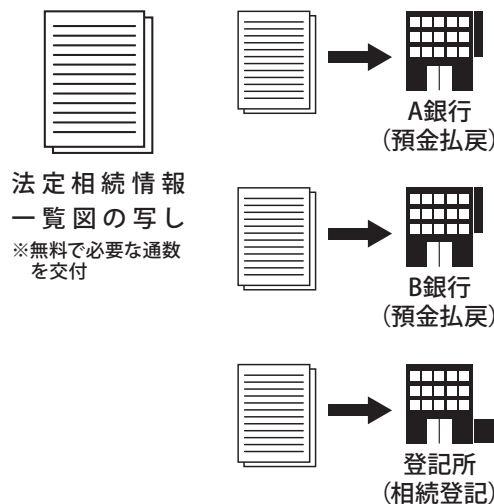 法定相続情報
一覧図の写し
※無料で必要な通数
を交付
A銀行
(預金払戻)
B銀行
(預金払戻)
登記所
(相続登記)